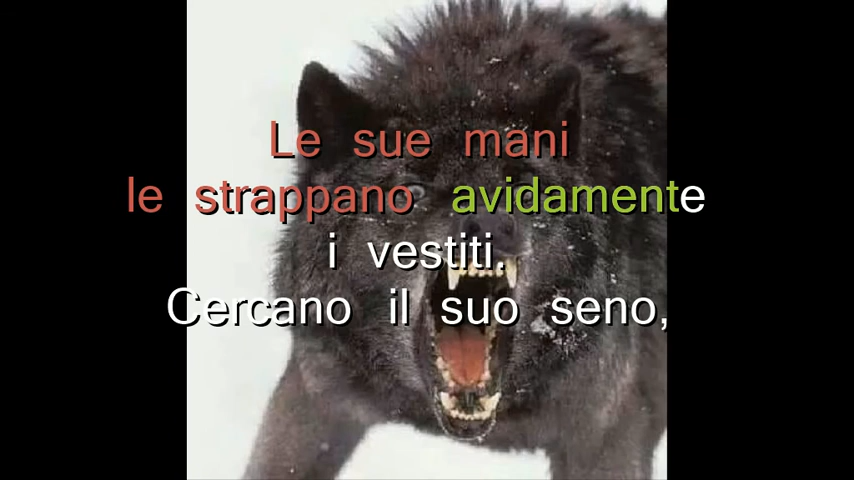 Le sue mani
le strappano avidamente
i vestiti.
Cercano il suo seno,